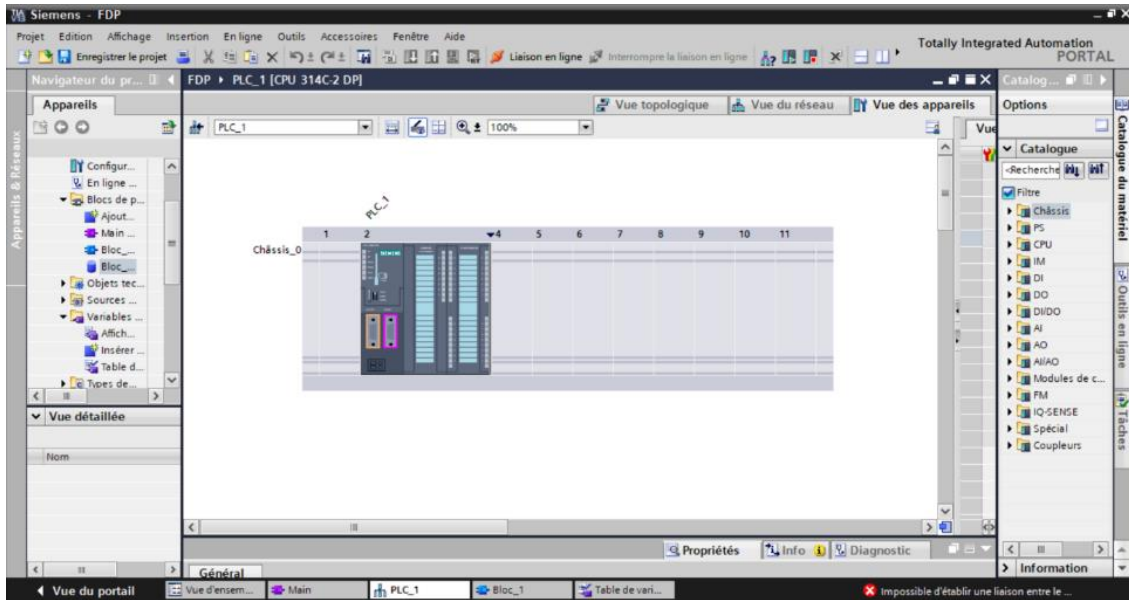 Siemens - FDP
Projet Edition Affichage Insertion En ligne Outils Accessoires Fenêtre Aide
Totally Integrated Automation
PORTAL
Enregistrer le projet
Liaison en ligne
Interrompre la liaison en ligne
Navigateur du pr...
FDP ▸ PLC_1 [CPU 314C-2 DP]
Catalog...
Appareils
Vue topologique
Vue du réseau
Vue des appareils
Options
PLC_1
100%
Vue
Configur...
En ligne ...
Blocs de p...
Ajout...
Main ...
Bloc_...
Bloc_...
Objets tec...
Sources ...
Variables ...
Affich...
Insérer ...
Table d...
Types de...
Vue détaillée
Nom
Appareils & Réseaux
PLC_1
1 2 4 5 6 7 8 9 10 11
Châssis_0
SIEMENS
Catalogue
<Recherche
Filtre
Châssis
PS
CPU
IM
DI
DO
DI/DO
AI
AO
AI/AO
Modules de c...
FM
IQ-SENSE
Spécial
Coupleurs
Catalogue du matériel
Outils en ligne
Tâches
Propriétés
Info
Diagnostic
Général
Information
Vue du portail
Vue d'ensem...
Main
PLC_1
Bloc_1
Table de vari...
Impossible d'établir une liaison entre le ...